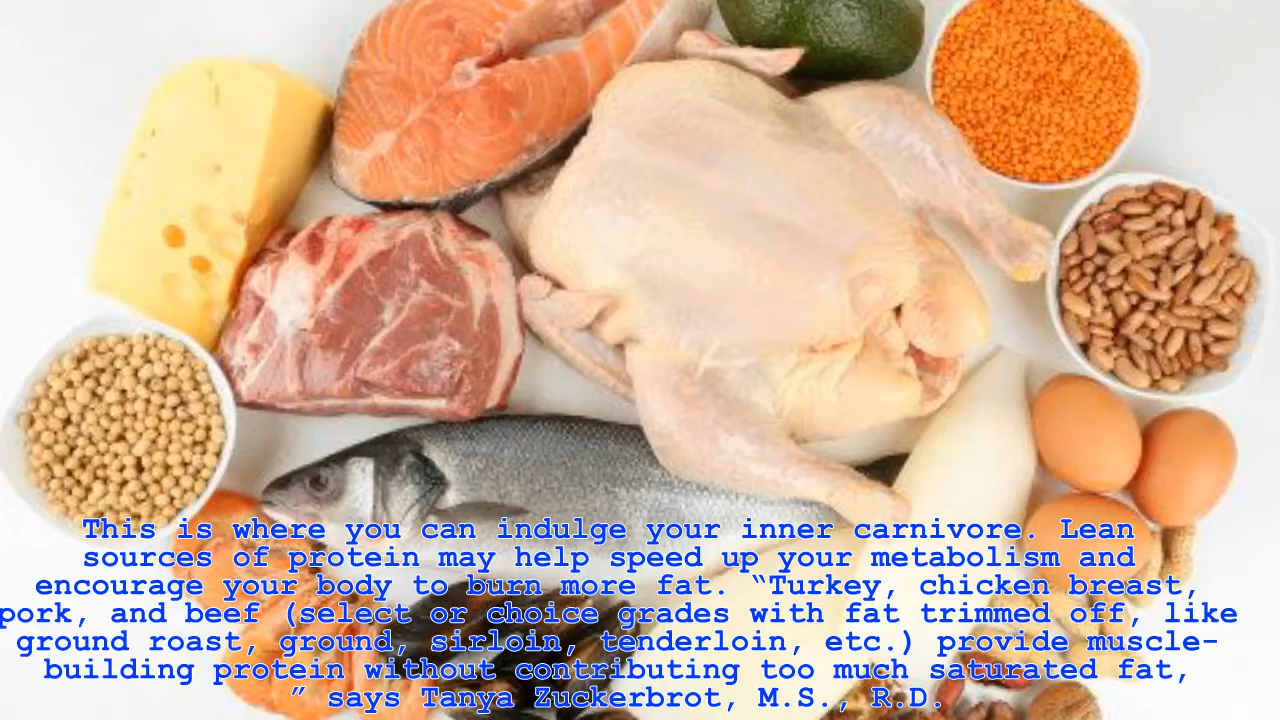 This is where you can indulge your inner carnivore. Lean
sources of protein may help speed up your metabolism and
encourage your body to burn more fat. “Turkey, chicken breast,
pork, and beef (select or choice grades with fat trimmed off, like
ground roast, ground, sirloin, tenderloin, etc.) provide muscle-
building protein without contributing too much saturated fat,
” says Tanya Zuckerbrot, M.S., R.D.